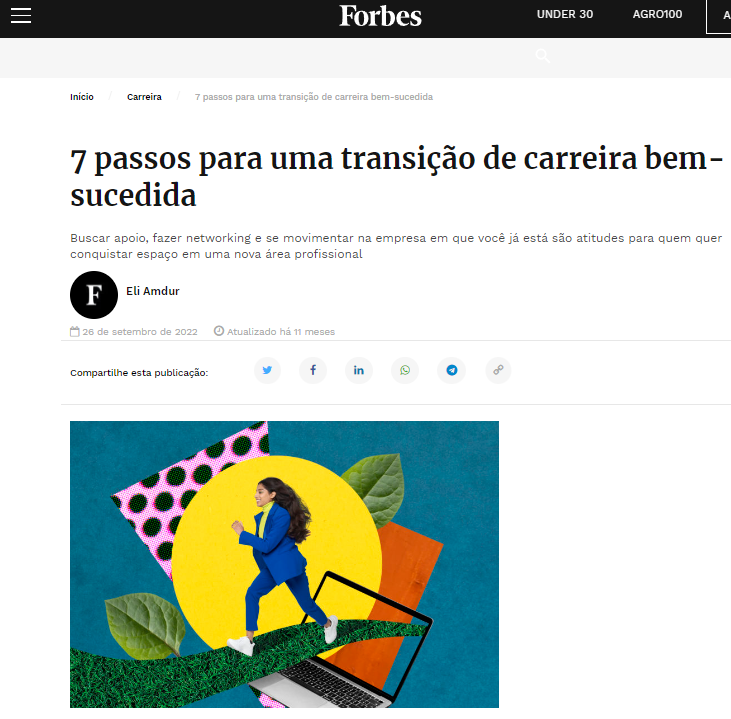 Forbes
UNDER 30
AGRO100
A
Início / Carreira / 7 passos para uma transição de carreira bem-sucedida
7 passos para uma transição de carreira bem-
sucedida
Buscar apoio, fazer networking e se movimentar na empresa em que você já está são atitudes para quem quer
conquistar espaço em uma nova área profissional
F
Eli Amdur
26 de setembro de 2022 Atualizado há 11 meses
Compartilhe esta publicação: